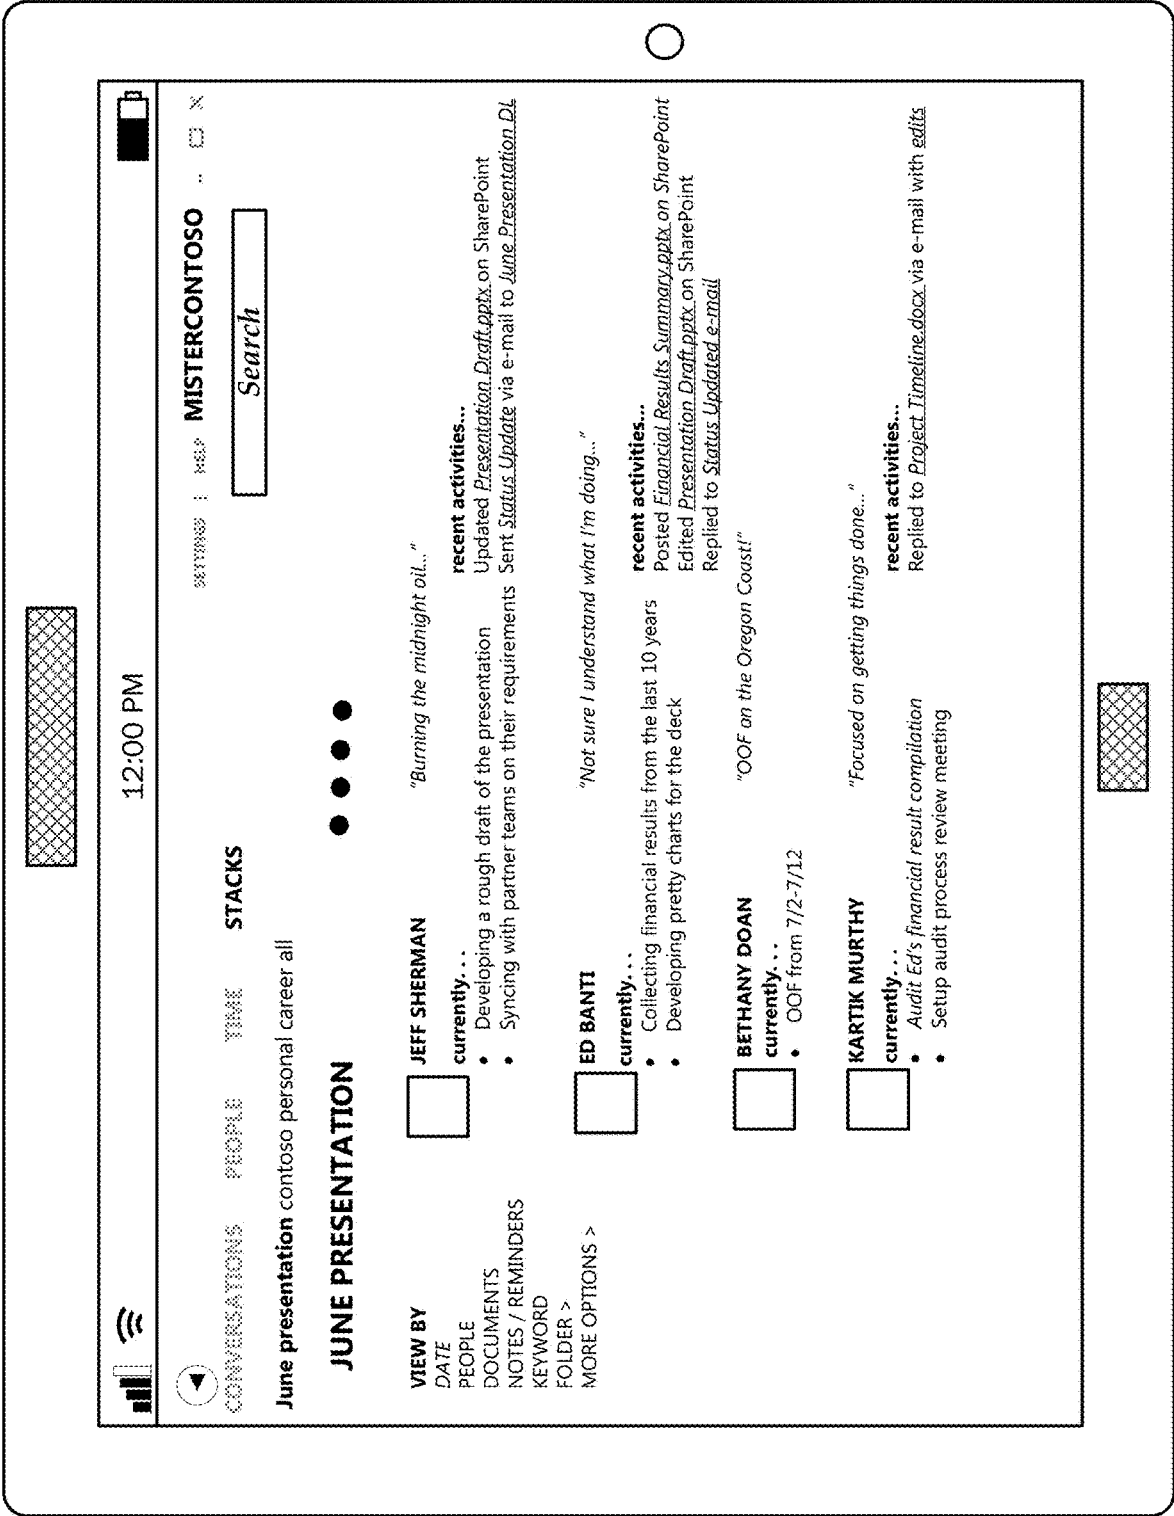 12:00 PM
SETTINGS | HELP MISTERCONTOSO
CONVERSATIONS PEOPLE TIME STACKS
Search
June presentation contoso personal career all
JUNE PRESENTATION
VIEW BY
DATE
PEOPLE
DOCUMENTS
NOTES / REMINDERS
KEYWORD
FOLDER >
MORE OPTIONS >
JEFF SHERMAN "Burning the midnight oil..."
currently...
• Developing a rough draft of the presentation
• Syncing with partner teams on their requirements
recent activities...
Updated Presentation Draft.pptx on SharePoint
Sent Status Update via e-mail to June Presentation DL
ED BANTI "Not sure I understand what I'm doing..."
currently...
• Collecting financial results from the last 10 years
• Developing pretty charts for the deck
recent activities...
Posted Financial Results Summary.pptx on SharePoint
Edited Presentation Draft.pptx on SharePoint
Replied to Status Updated e-mail
BETHANY DOAN "OOF on the Oregon Coast!"
currently...
• OOF from 7/2-7/12
KARTIK MURTHY "Focused on getting things done..."
currently...
• Audit Ed's financial result compilation
• Setup audit process review meeting
recent activities...
Replied to Project Timeline.docx via e-mail with edits